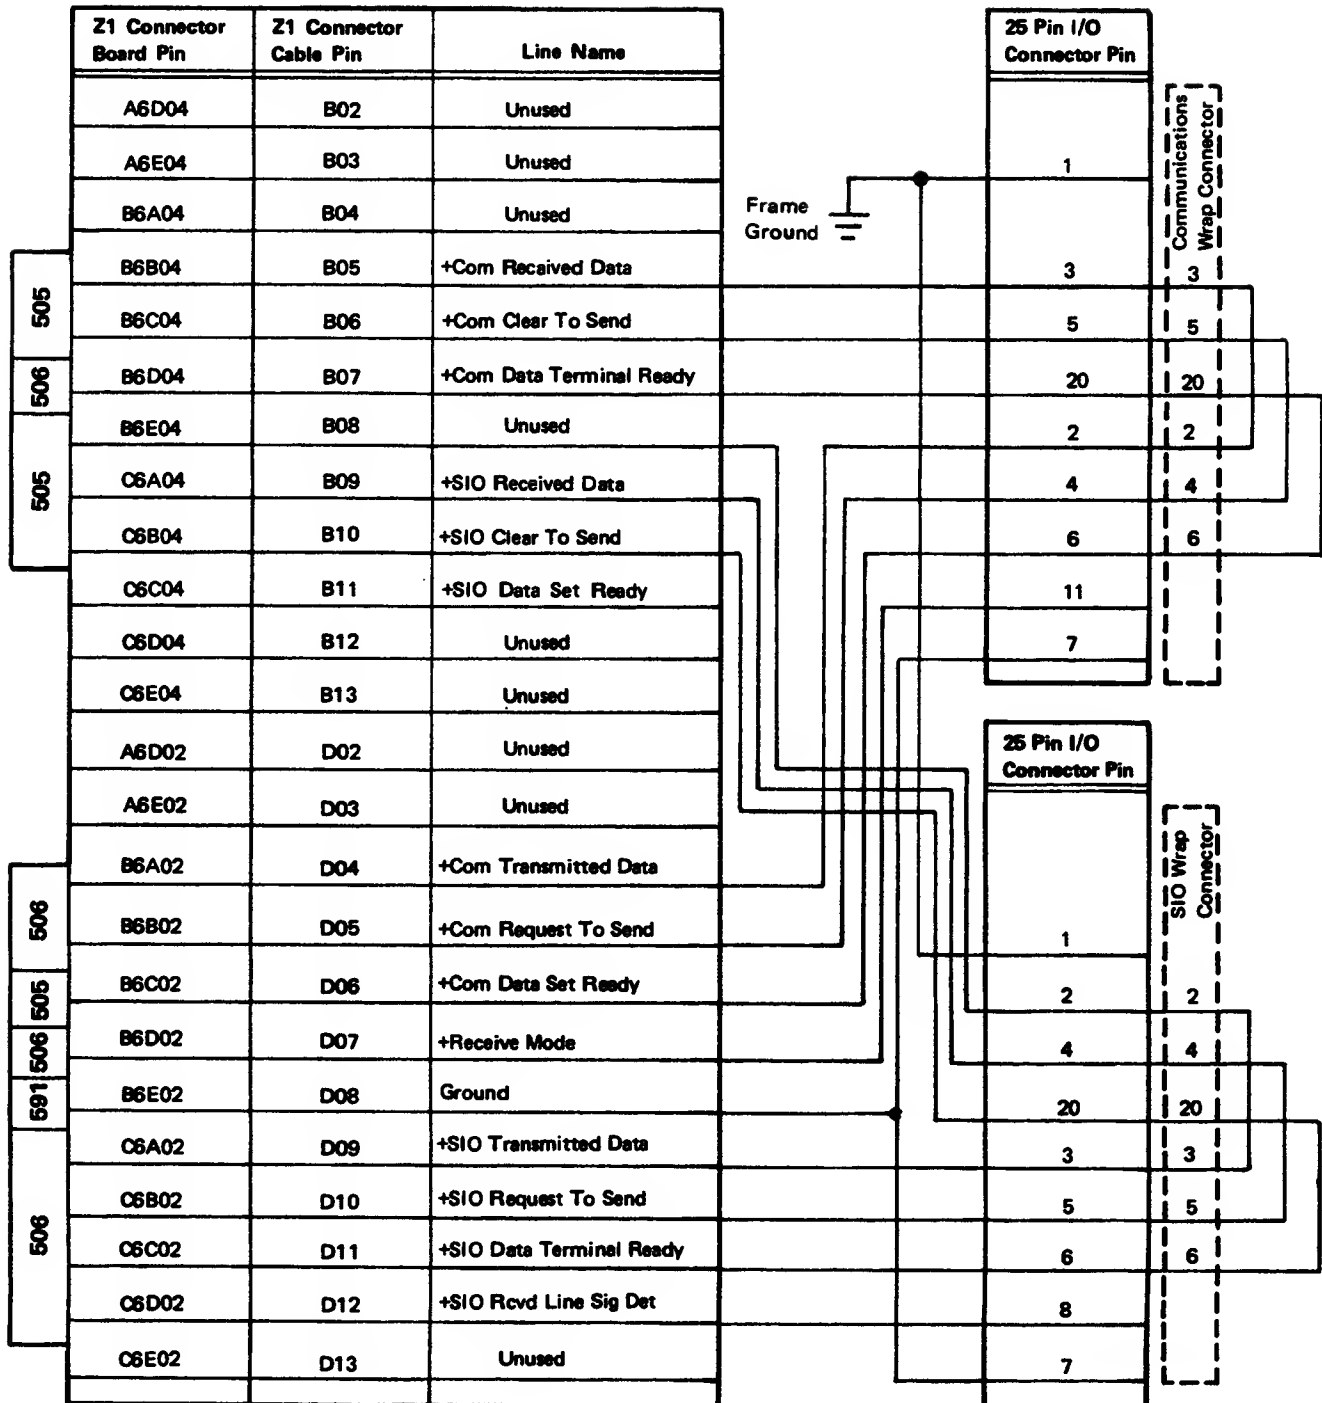 Z1 Connector Board Pin | Z1 Connector Cable Pin | Line Name
A6D04 B02 Unused
A6E04 B03 Unused
B6A04 B04 Unused
B6B04 B05 +Com Recaived Data
B6C04 B06 +Com Clear To Send
B6D04 B07 +Com Data Terminal Ready
B6E04 B08 Unused
C6A04 B09 +SIO Received Data
C6B04 B10 +SIO Clear To Send
C6C04 B11 +SIO Data Set Ready
C6D04 B12 Unused
C6E04 B13 Unused
A6D02 D02 Unused
A6E02 D03 Unused
B6A02 D04 +Com Transmitted Data
B6B02 D05 +Com Request To Send
B6C02 D06 +Com Data Set Ready
B6D02 D07 +Receive Mode
B6E02 D08 Ground
C6A02 D09 +SIO Transmitted Data
C6B02 D10 +SIO Request To Send
C6C02 D11 +SIO Data Terminal Ready
C6D02 D12 +SIO Rcvd Line Sig Det
C6E02 D13 Unused
505
506
505
506
505
506
591
506
Frame
Ground
25 Pin I/O
Connector Pin
1
3
5
20
2
4
6
11
7
Communications
Wrap Connector
3
5
20
2
4
6
25 Pin I/O
Connector Pin
1
2
4
20
3
5
6
8
7
SIO Wrap
Connector
2
4
20
3
5
6